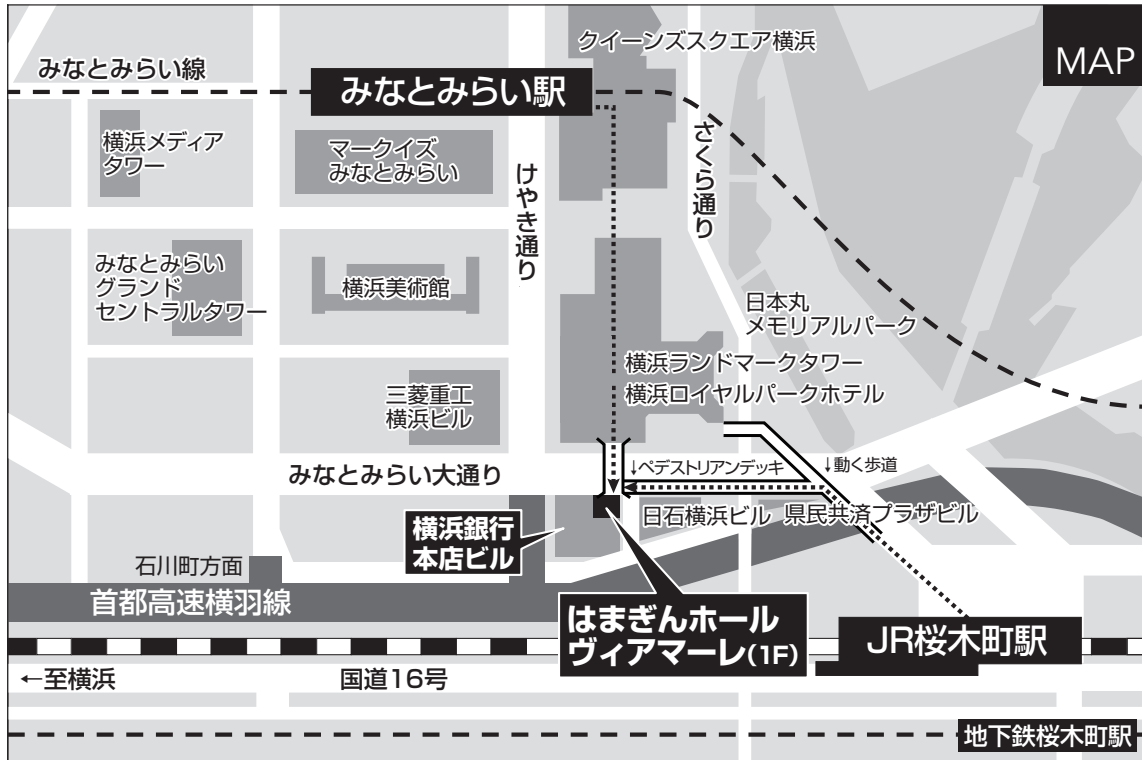 クイーンズスクエア横浜
MAP
みなとみらい線
みなとみらい駅
横浜メディア
タワー
マークイズ
みなとみらい
けやき通り
さくら通り
みなとみらい
グランド
セントラルタワー
横浜美術館
日本丸
メモリアルパーク
横浜ランドマークタワー
横浜ロイヤルパークホテル
三菱重工
横浜ビル
みなとみらい大通り
↓ペデストリアンデッキ
↓動く歩道
日石横浜ビル
県民共済プラザビル
横浜銀行
本店ビル
石川町方面
首都高速横羽線
はまぎんホール
ヴィアマーレ(1F)
JR桜木町駅
←至横浜
国道16号
地下鉄桜木町駅